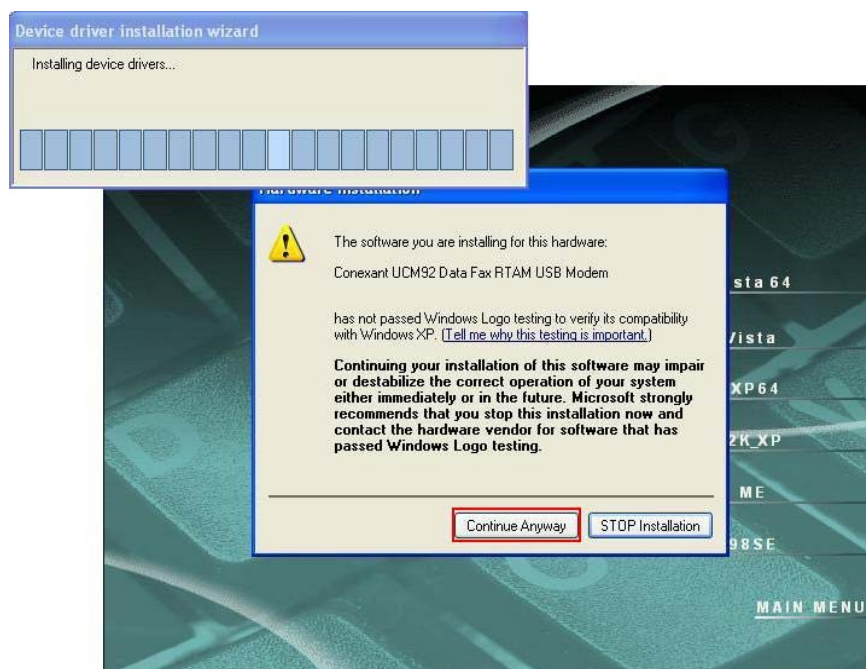 Device driver installation wizard
Installing device drivers...
Hardware Installation
The software you are installing for this hardware:
Conexant UCM92 Data Fax RTAM USB Modem
has not passed Windows Logo testing to verify its compatibility
with Windows XP. (Tell me why this testing is important.)
Continuing your installation of this software may impair
or destabilize the correct operation of your system
either immediately or in the future. Microsoft strongly
recommends that you stop this installation now and
contact the hardware vendor for software that has
passed Windows Logo testing.
Continue Anyway
STOP Installation
sta 64
Vista
XP64
2K_XP
ME
98SE
MAIN MENU